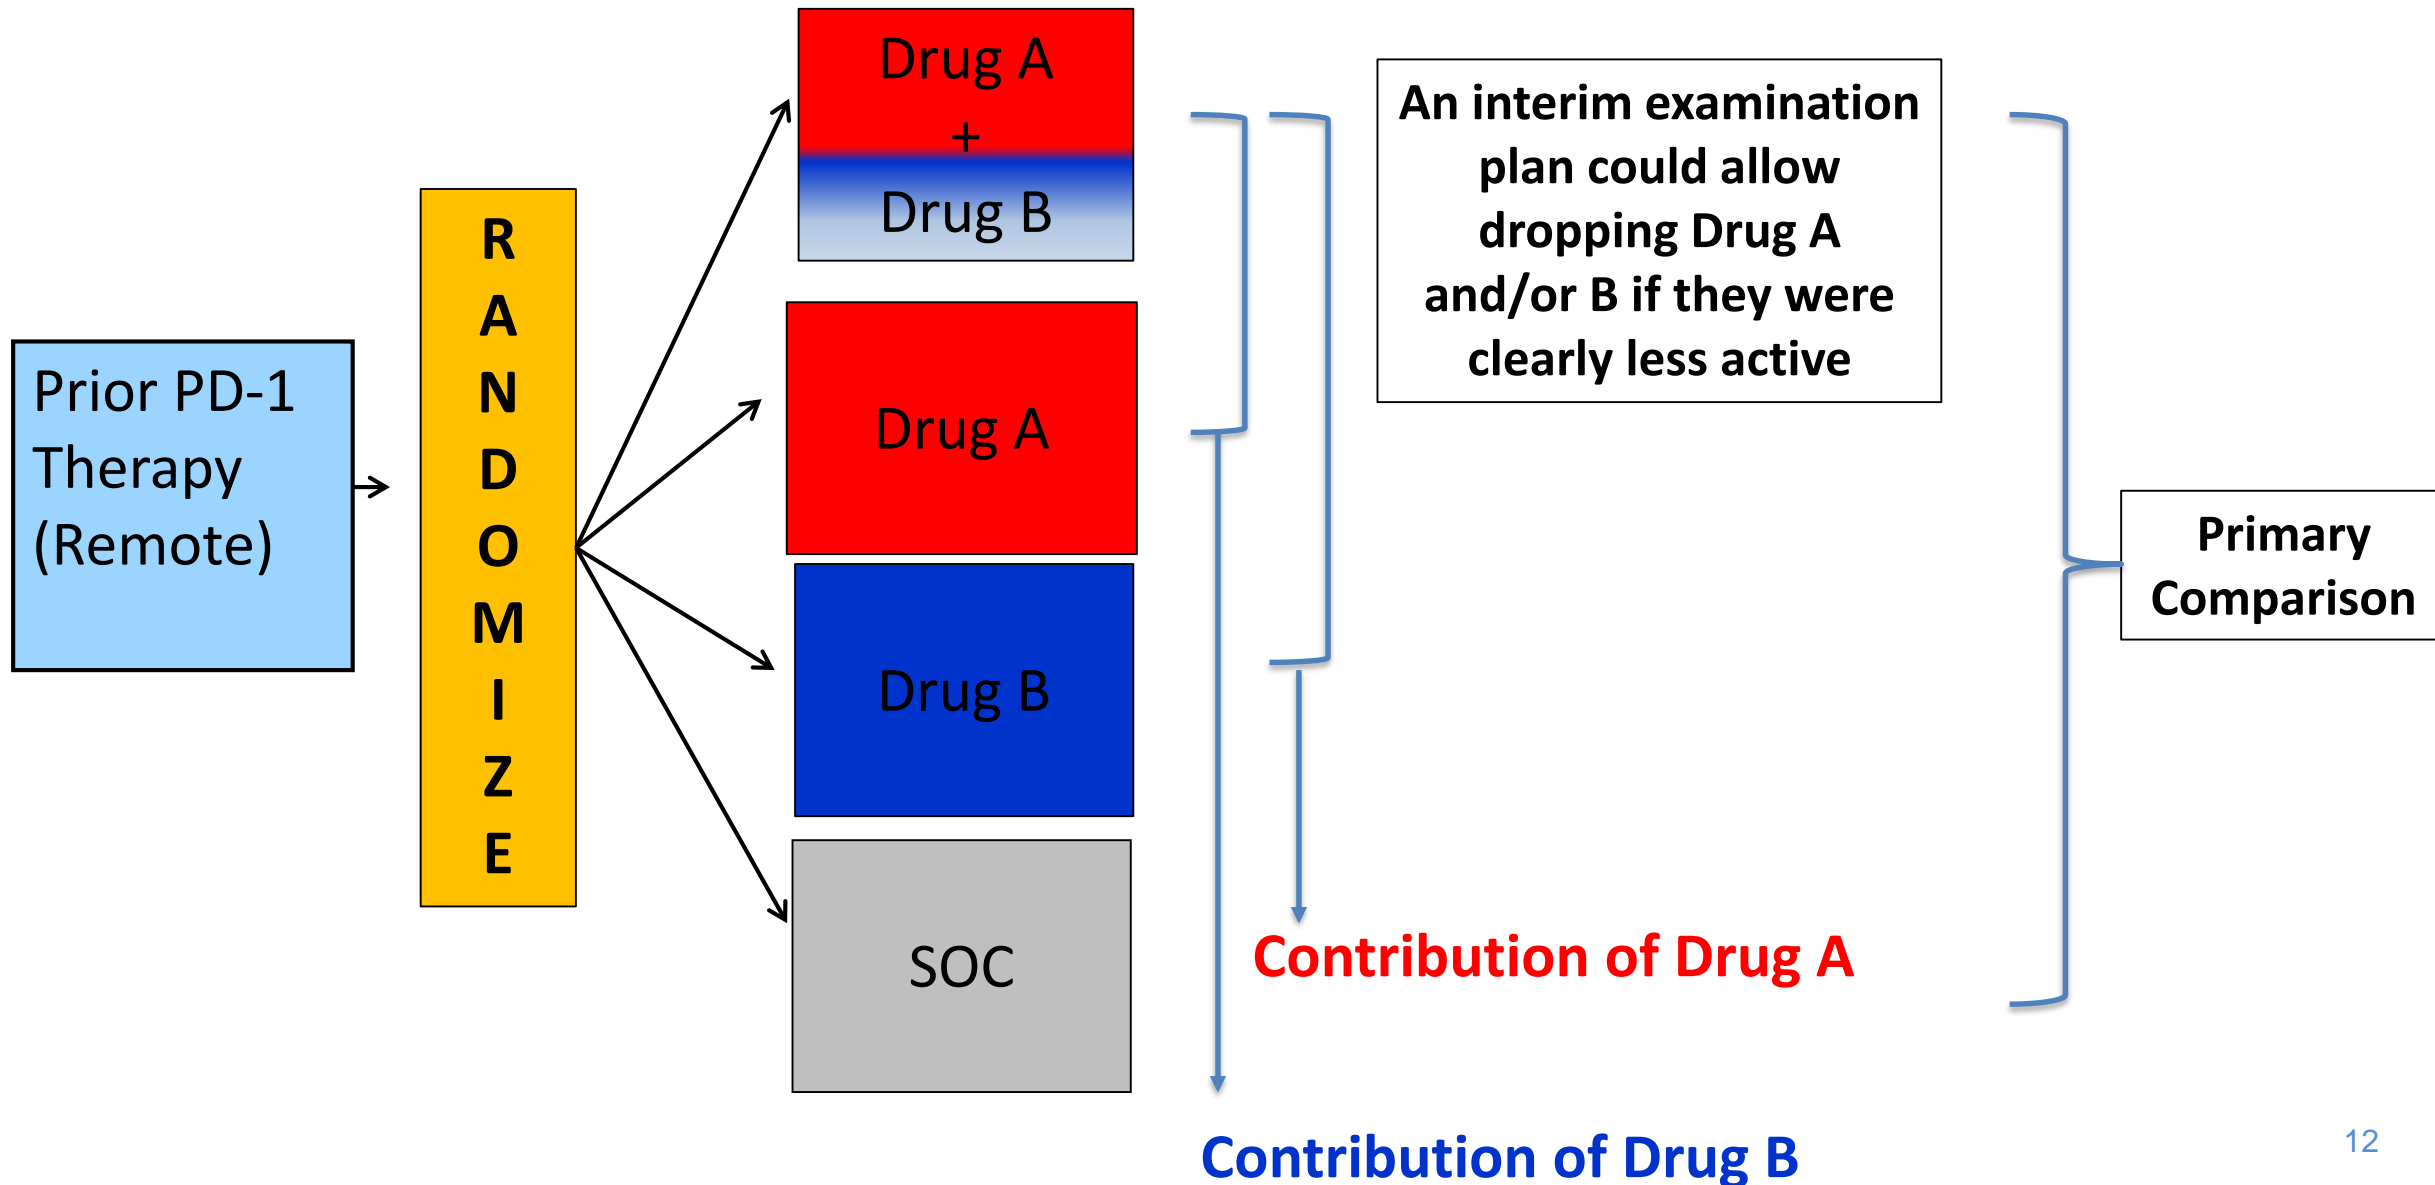 Prior PD-1
Therapy
(Remote)
R
A
N
D
O
M
I
Z
E
Drug A
+
Drug B
Drug A
Drug B
SOC
An interim examination
plan could allow
dropping Drug A
and/or B if they were
clearly less active
Primary
Comparison
Contribution of Drug A
Contribution of Drug B
12